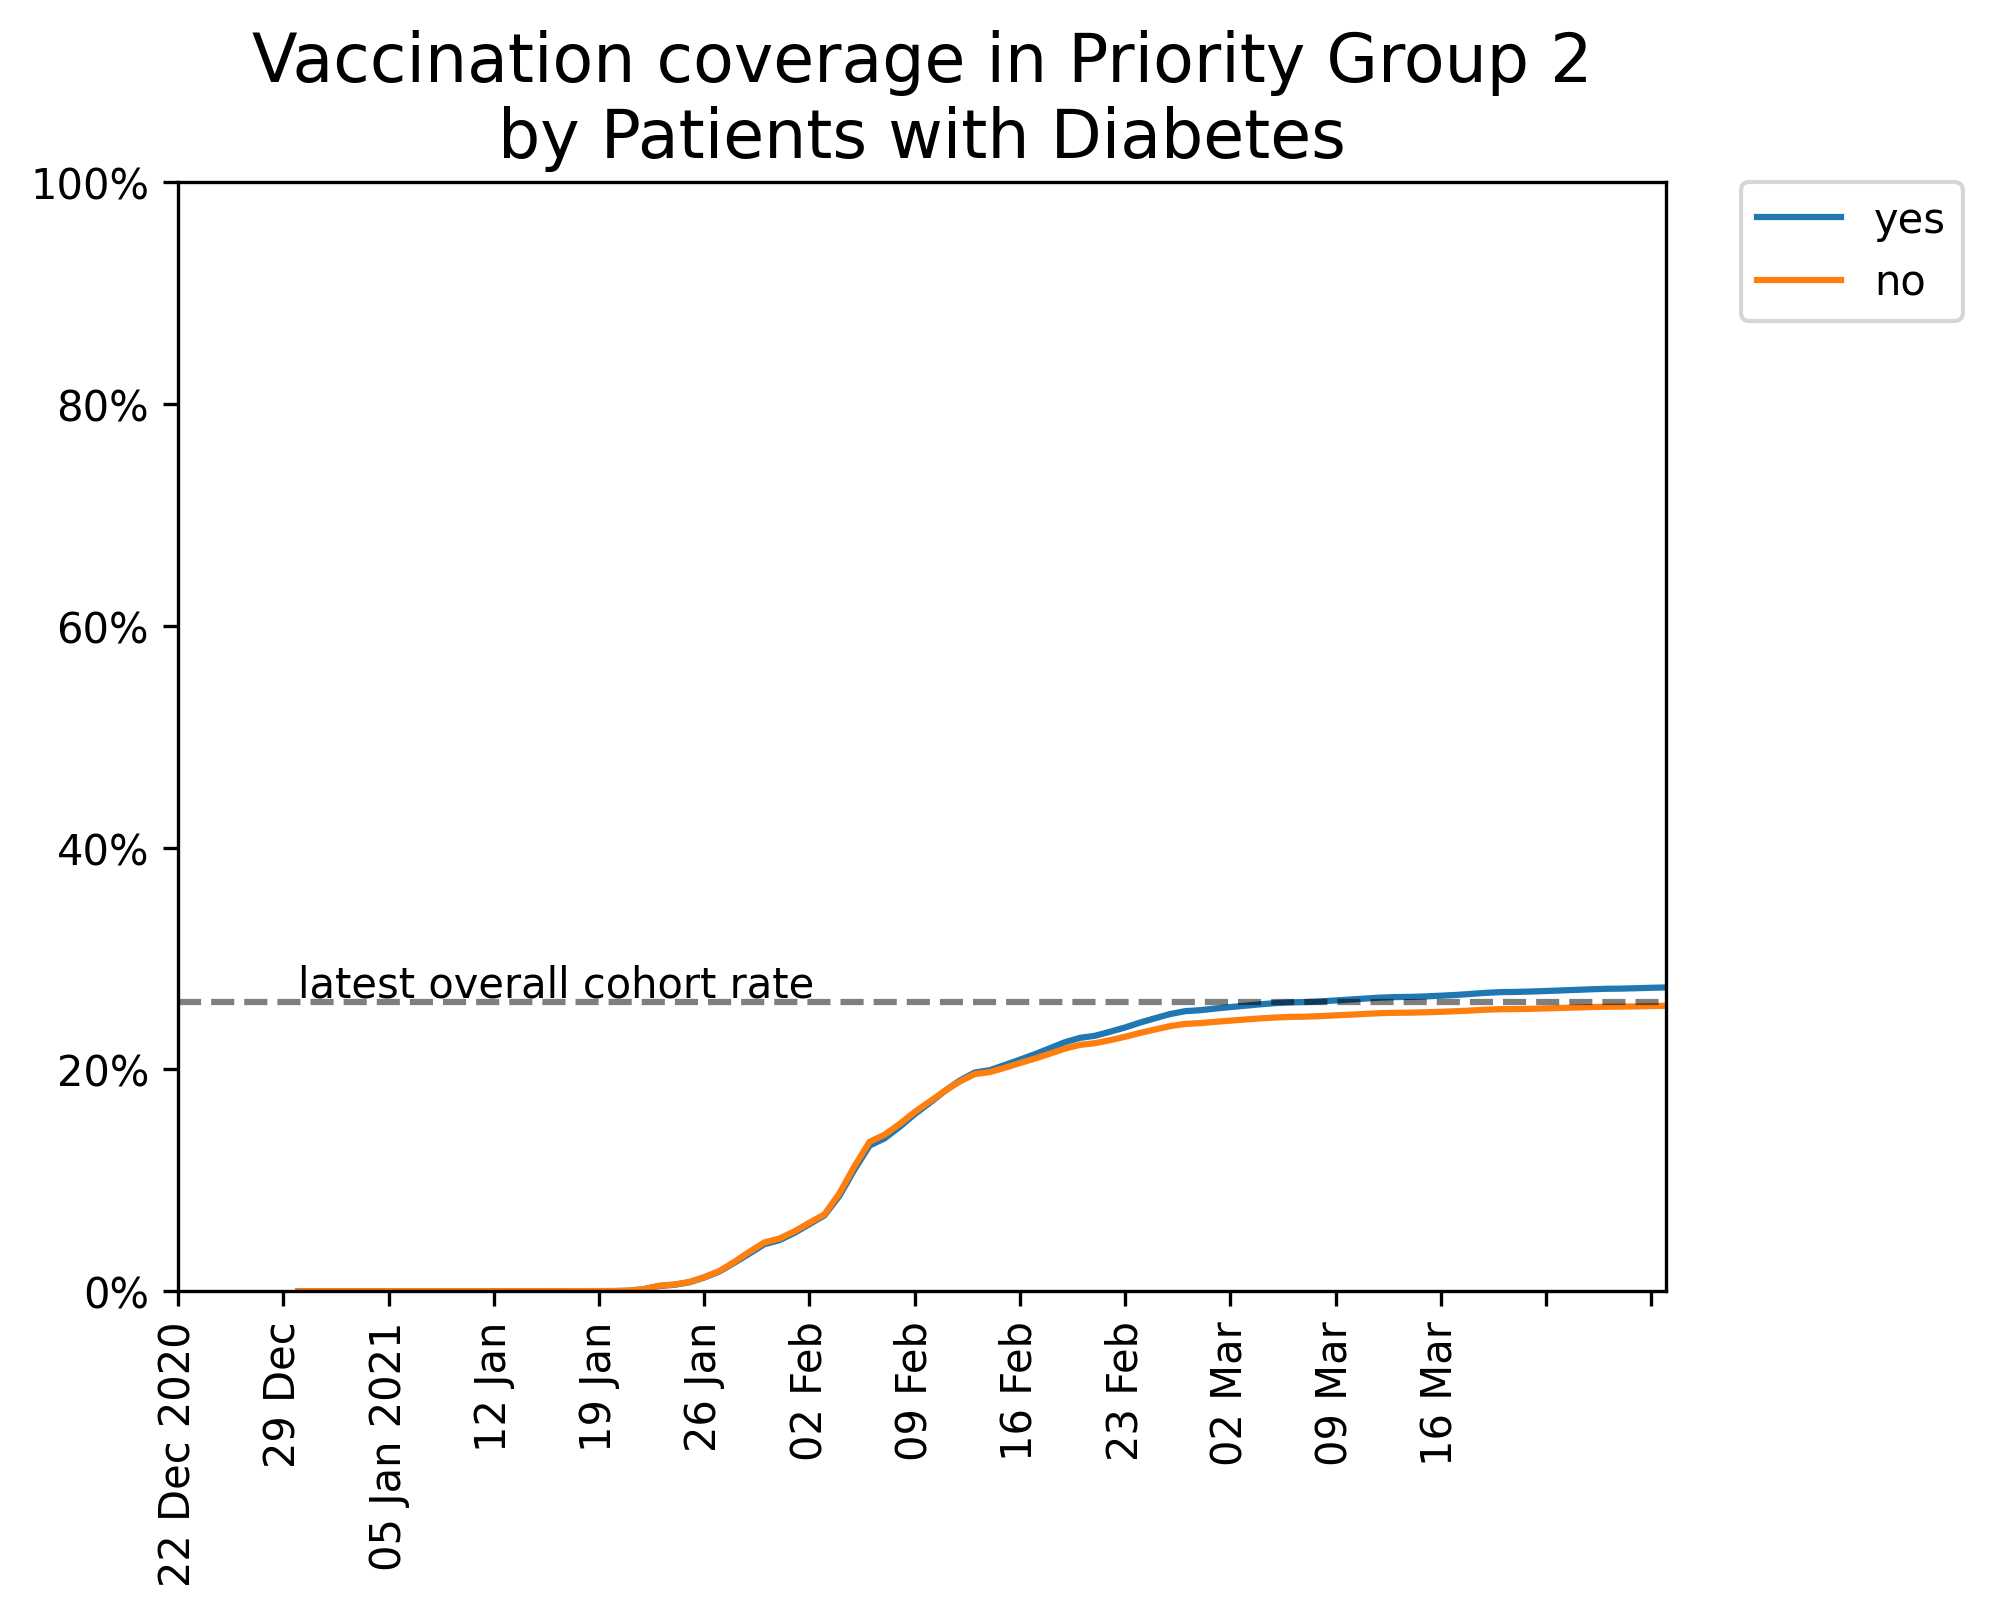 Vaccination coverage in Priority Group 2
by Patients with Diabetes
100%
80%
60%
40%
20%
0%
yes
no
latest overall cohort rate
22 Dec 2020
29 Dec
05 Jan 2021
12 Jan
19 Jan
26 Jan
02 Feb
09 Feb
16 Feb
23 Feb
02 Mar
09 Mar
16 Mar